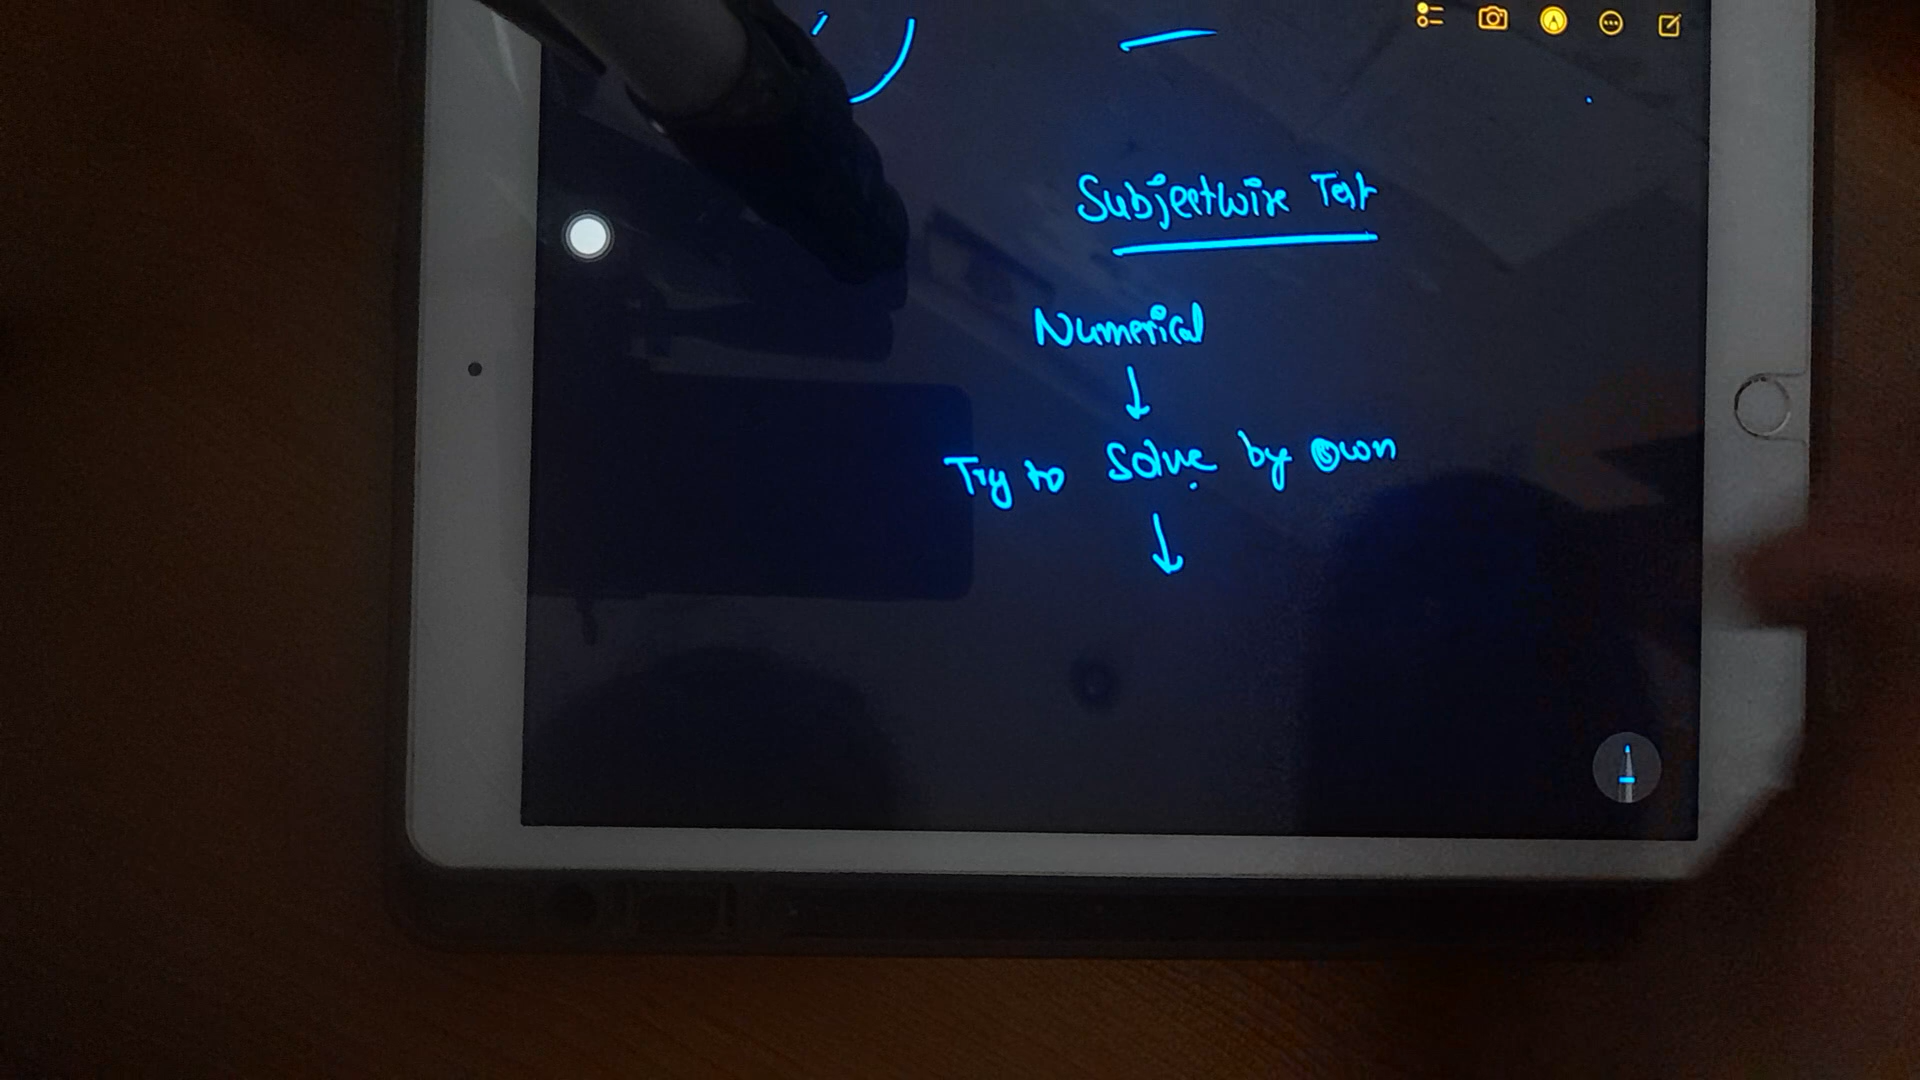 Subjectwise Test
Numerical
↓
Try to Solve by Own
↓